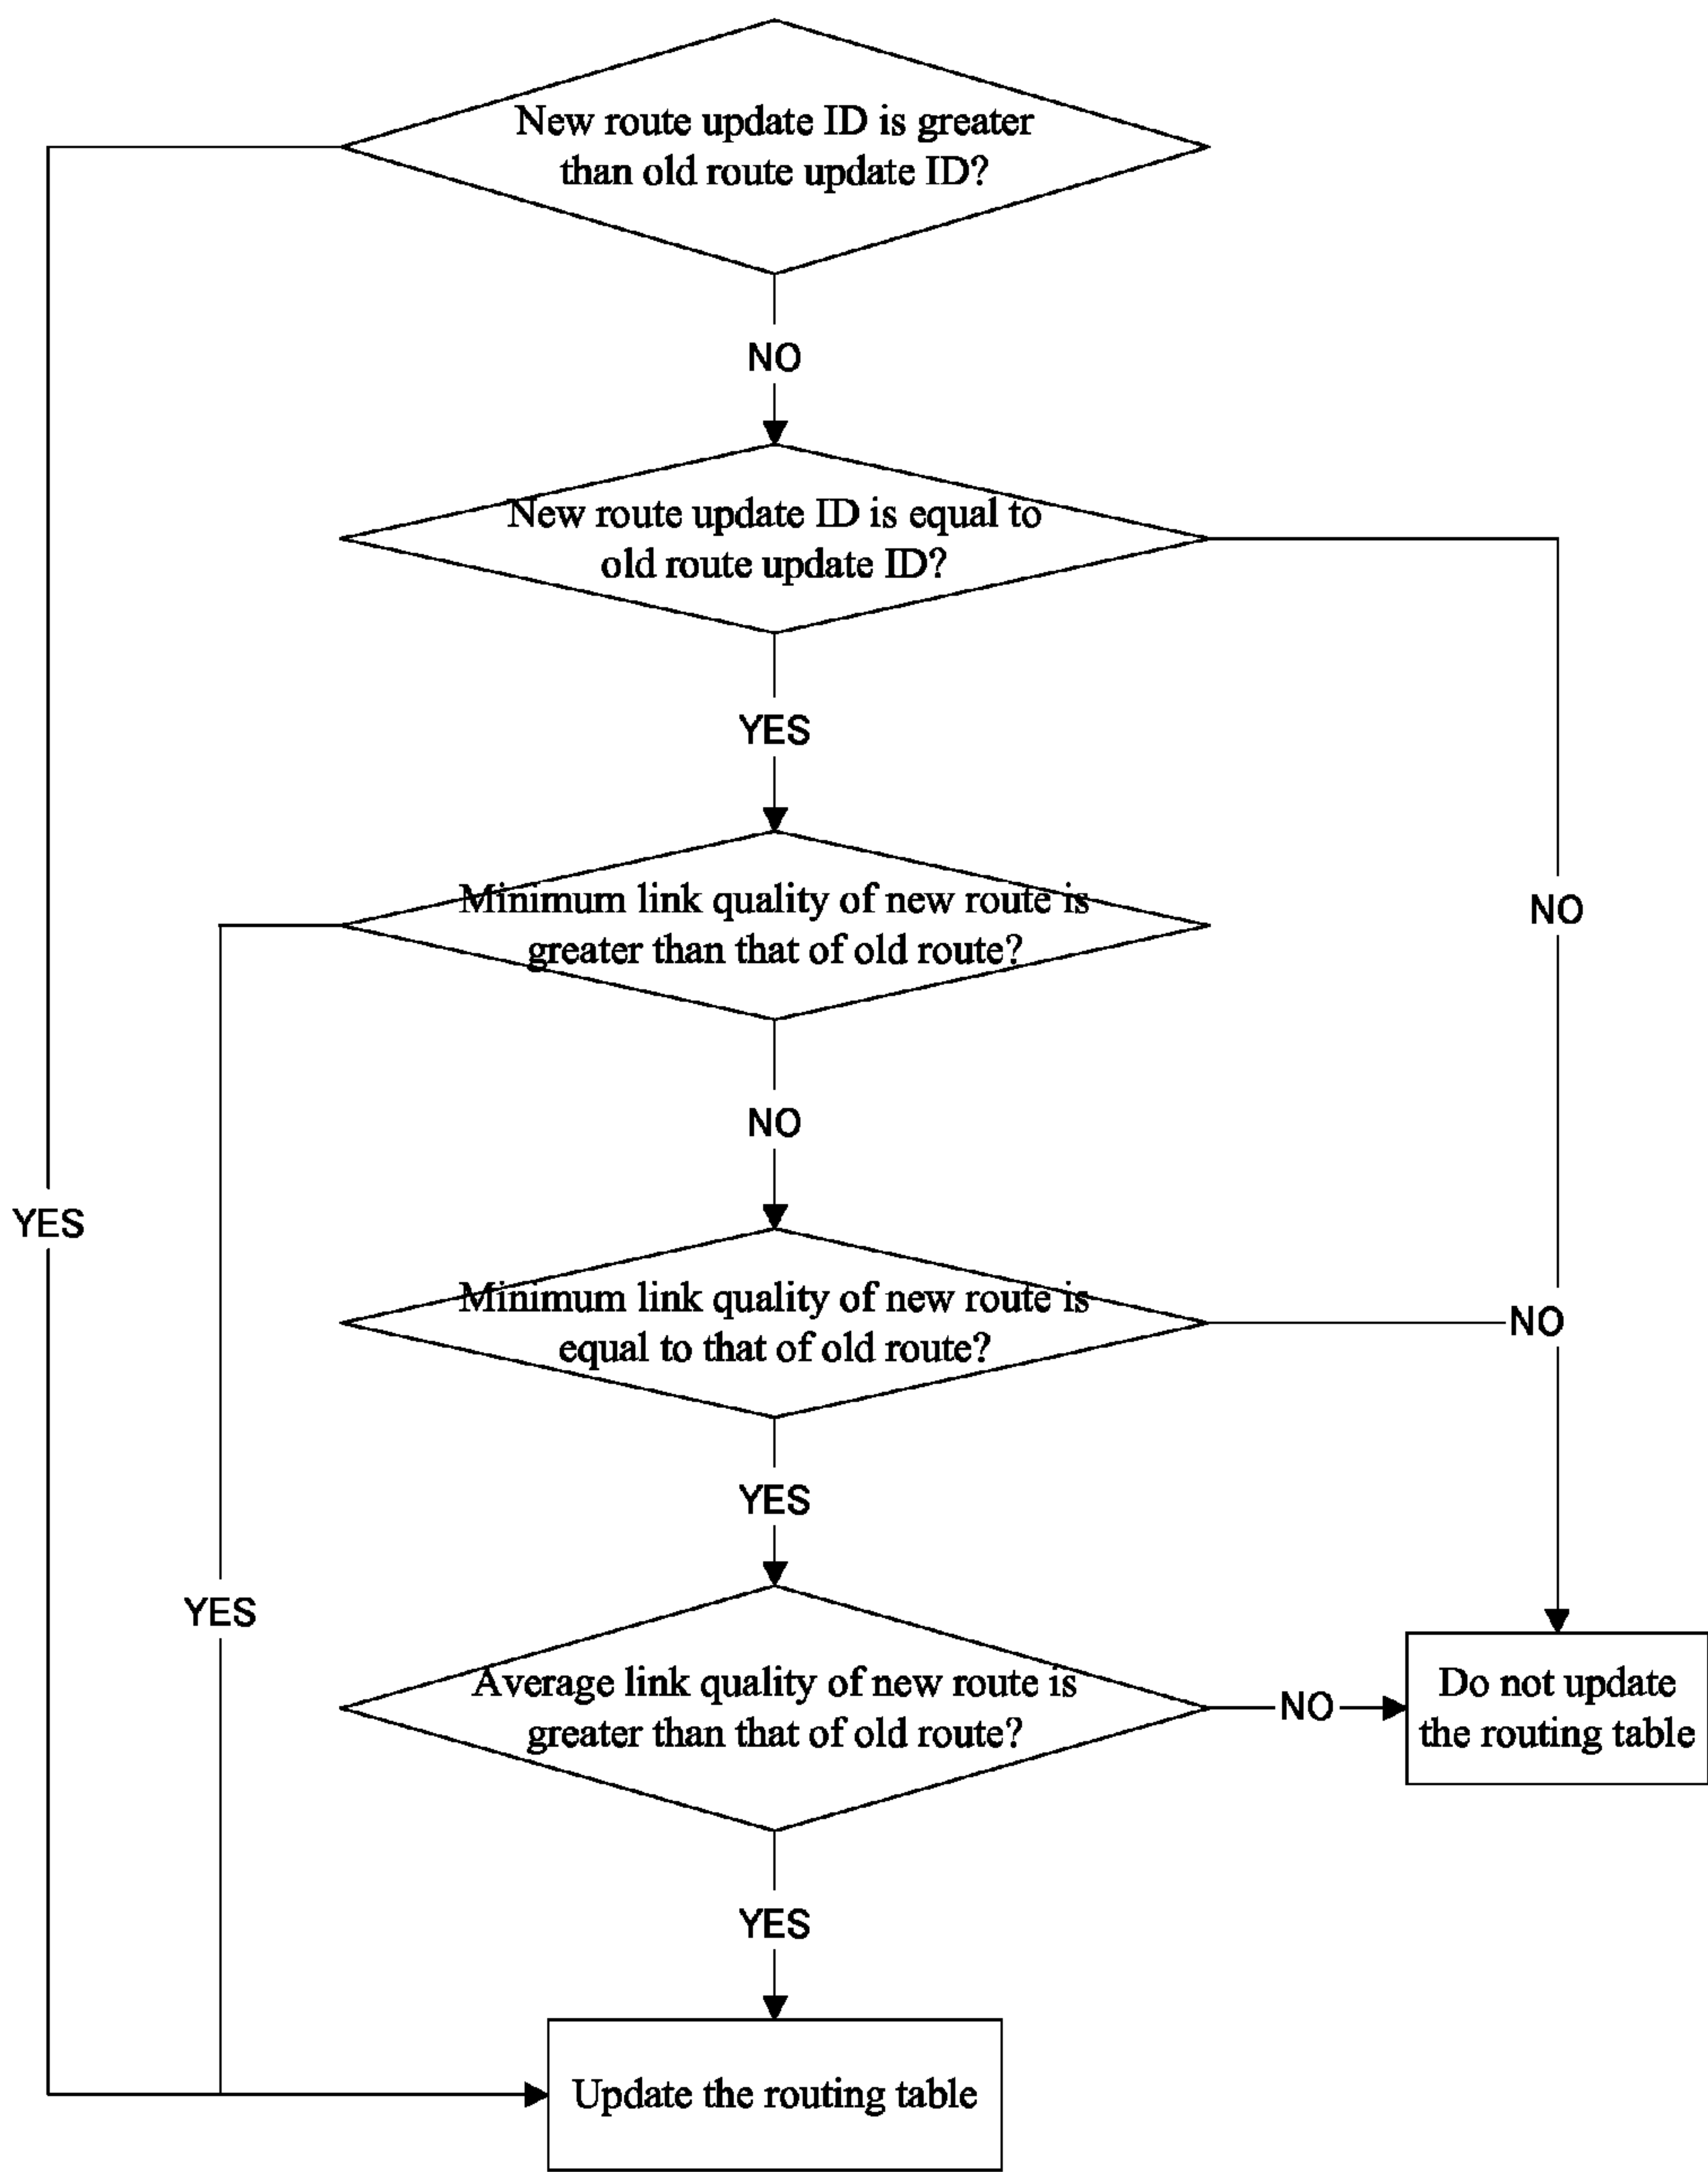 New route update ID is greater
than old route update ID?
NO
New route update ID is equal to
old route update ID?
YES
Minimum link quality of new route is
greater than that of old route?
NO
NO
YES
Minimum link quality of new route is
equal to that of old route?
NO
YES
YES
Average link quality of new route is
greater than that of old route?
NO
Do not update
the routing table
YES
Update the routing table